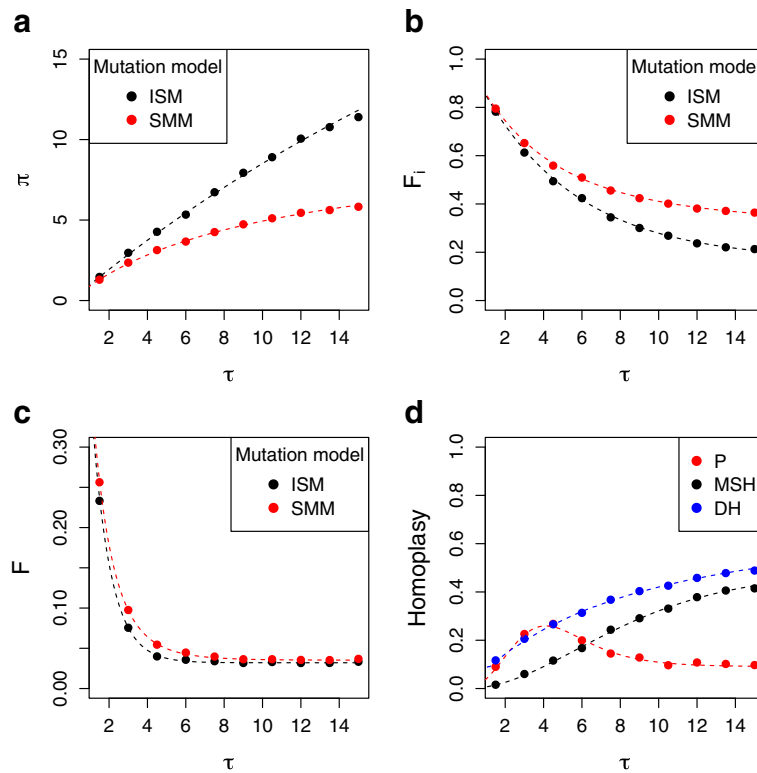 a
π
0 5 10 15
Mutation model
ISM
SMM
2 4 6 8 10 12 14
τ
b
Fi
0.0 0.2 0.4 0.6 0.8 1.0
Mutation mode
ISM
SMM
2 4 6 8 10 12 14
τ
c
F
0.00 0.10 0.20 0.30
Mutation model
ISM
SMM
2 4 6 8 10 12 14
τ
d
Homoplasy
0.0 0.2 0.4 0.6 0.8 1.0
P
MSH
DH
2 4 6 8 10 12 14
τ